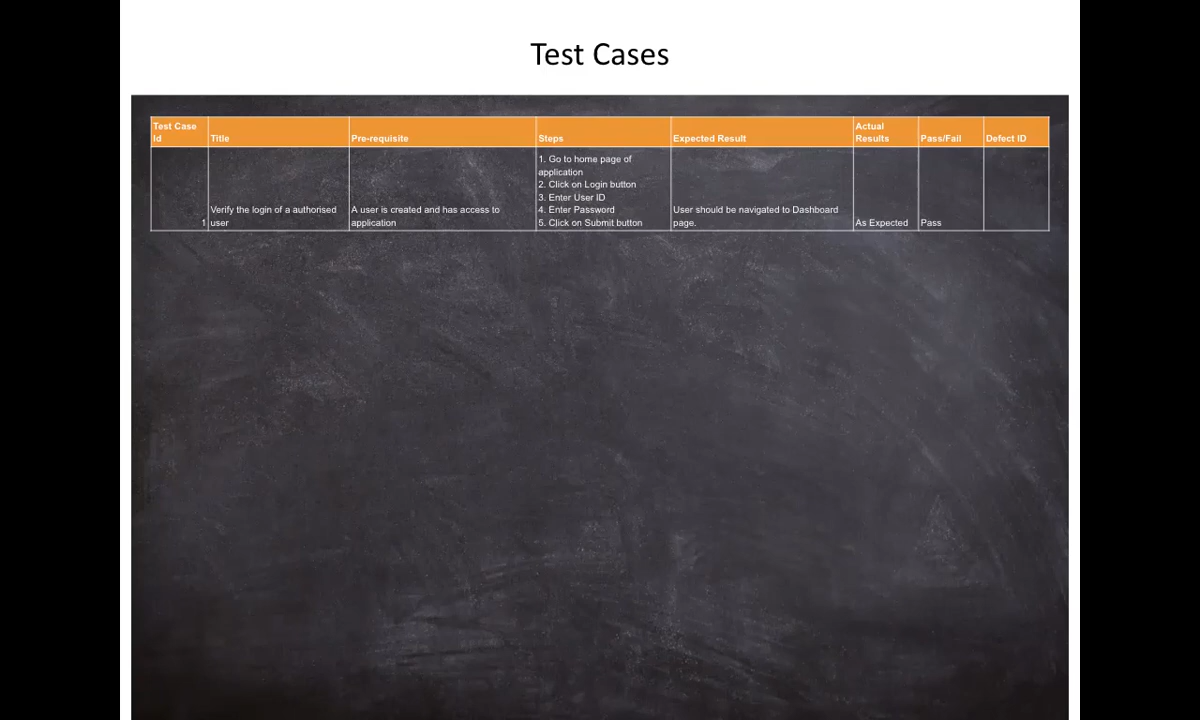 Test Cases
Test Case
Id
Title
Pre-requisite
Steps
Expected Result
Actual
Results
Pass/Fail
Defect ID
1
Verify the login of a authorised
user
A user is created and has access to
application
1. Go to home page of
application
2. Click on Login button
3. Enter User ID
4. Enter Password
5. Click on Submit button
User should be navigated to Dashboard
page.
As Expected
Pass